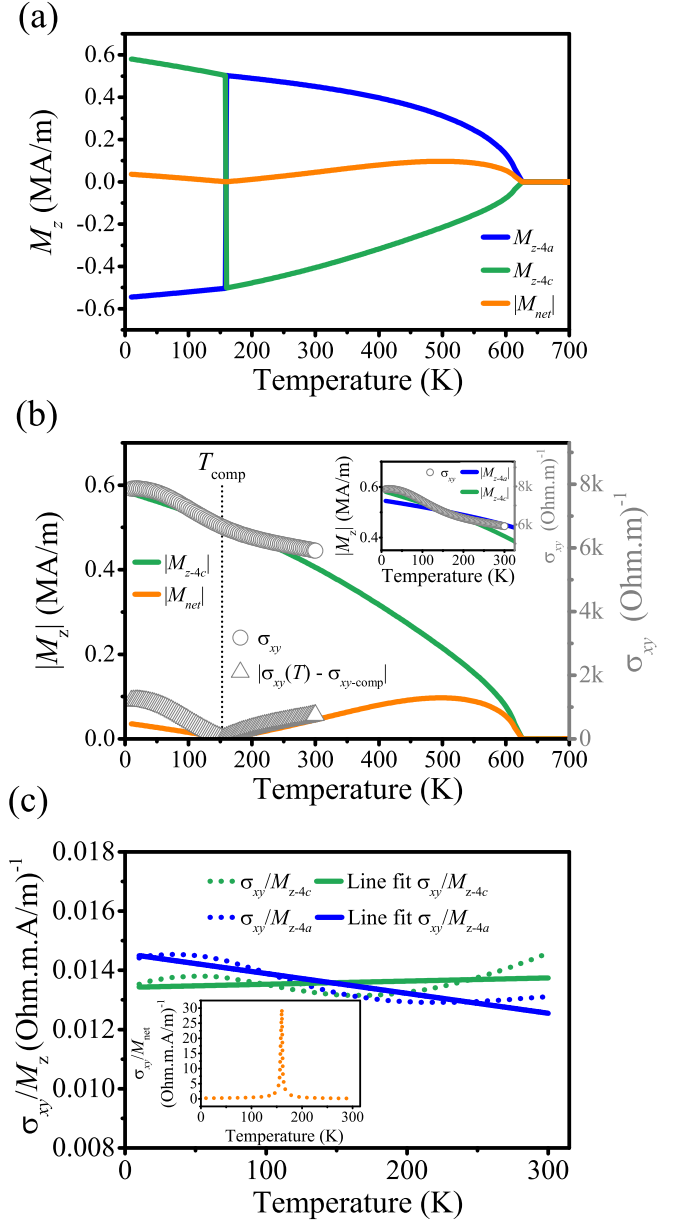 (a)
0.6
0.4
0.2
0.0
-0.2
-0.4
-0.6
M_z (MA/m)
M_z-4a
M_z-4c
|M_net|
0 100 200 300 400 500 600 700
Temperature (K)
(b)
T_comp
0.6
0.4
0.2
0.0
|M_z| (MA/m)
|M_z-4c|
|M_net|
σ_xy
|σ_xy(T) - σ_xy-comp|
8k
6k
4k
2k
0
σ_xy (Ohm.m)^-1
σ_xy |M_z-4a|
|M_z-4c|
0.6
0.4
|M_z| (MA/m)
8k
6k
σ_xy (Ohm.m)^-1
0 100 200 300
Temperature (K)
0 100 200 300 400 500 600 700
Temperature (K)
(c)
0.018
0.016
0.014
0.012
0.010
0.008
σ_xy/M_z (Ohm.m.A/m)^-1
σ_xy/M_z-4c Line fit σ_xy/M_z-4c
σ_xy/M_z-4a Line fit σ_xy/M_z-4a
30
25
20
15
10
5
0
σ_xy/M_net
(Ohm.m.A/m)^-1
0 100 200 300
Temperature (K)
0 100 200 300
Temperature (K)